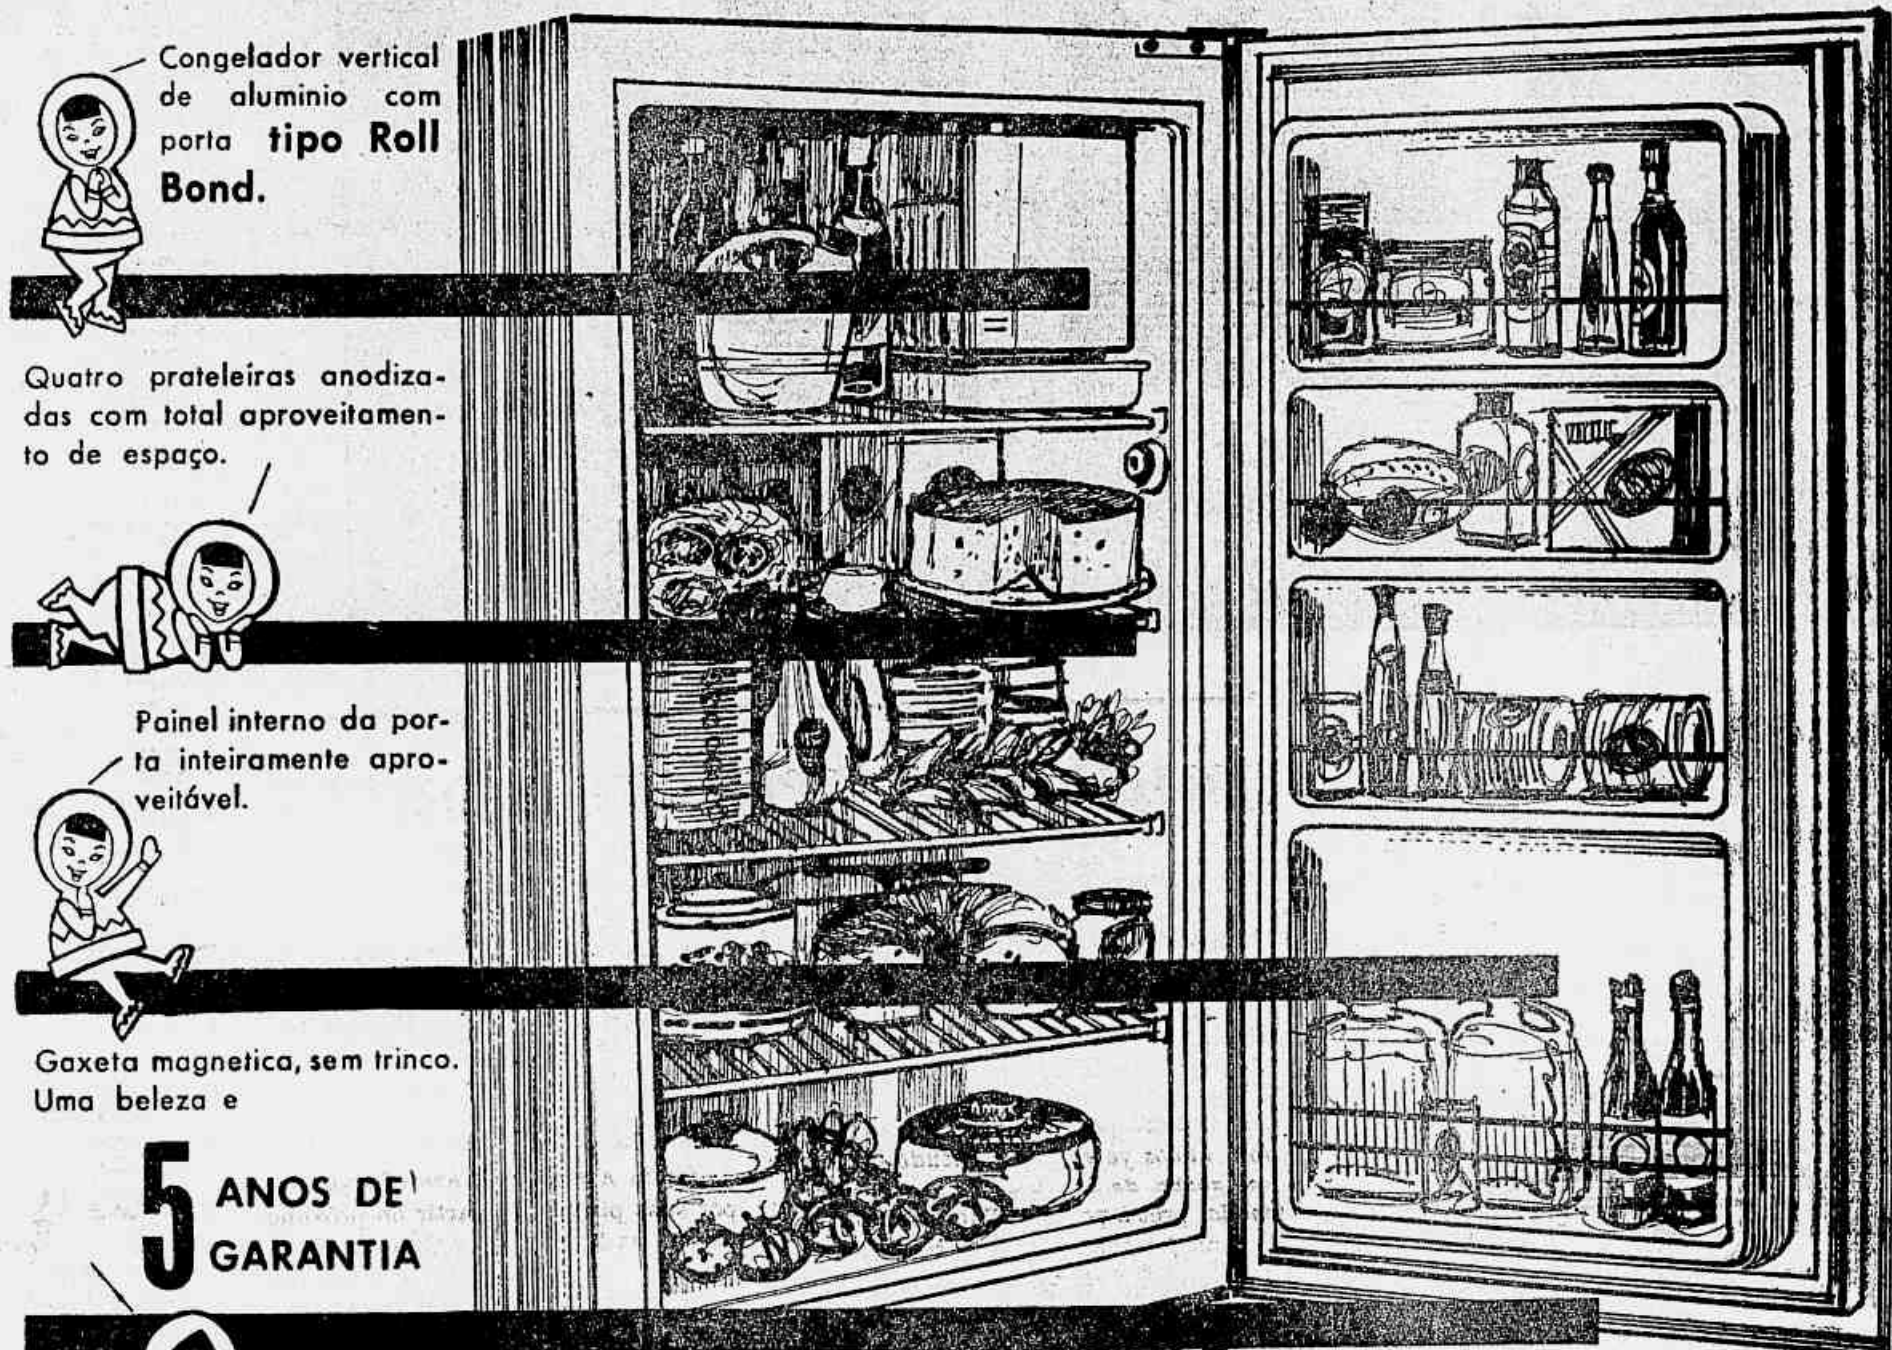 Congelador vertical
de aluminio com
porta tipo Roll
Bond.
Quatro prateleiras anodiza-
das com total aproveitamen-
to de espaço.
Painel interno da por-
ta inteiramente apro-
veitável.
Gaxeta magnetica, sem trinco.
Uma beleza e
5 ANOS DE
GARANTIA